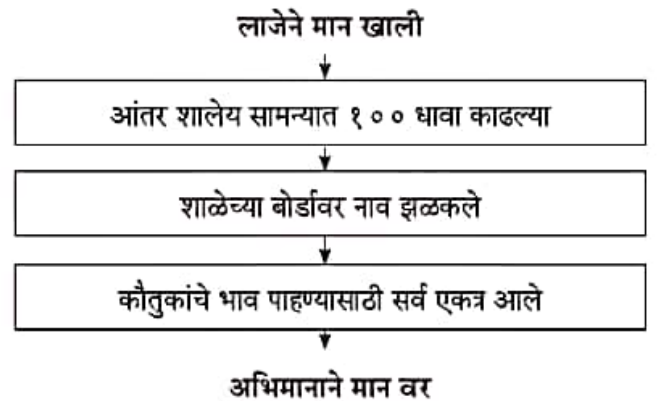 लाजेने मान खाली
आंतर शालेय सामन्यात १०० धावा काढल्या
शाळेच्या बोर्डावर नाव झळकले
कौतुकांचे भाव पाहण्यासाठी सर्व एकत्र आले
अभिमानाने मान वर